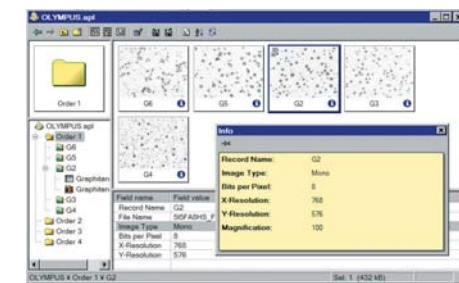 OLYMPUS.apl
Order 1
G6
G5
G2
G3
G4
OLYMPUS.apl
Order 1
G6
G5
G2
Graphiten
Graphiten
G3
G4
Order 2
Order 3
Order 4
Info
Record Name: G2
Image Type: Mono
Bits per Pixel: 8
X-Resolution: 768
Y-Resolution: 576
Magnification: 100
Field name Field value
Record Name G2
File Name
Image Type Mono
Bits per Pixel 8
X-Resolution 768
Y-Resolution 576
OLYMPUS ¥ Order 1 ¥ G2
Sel: 1 (432 kB)